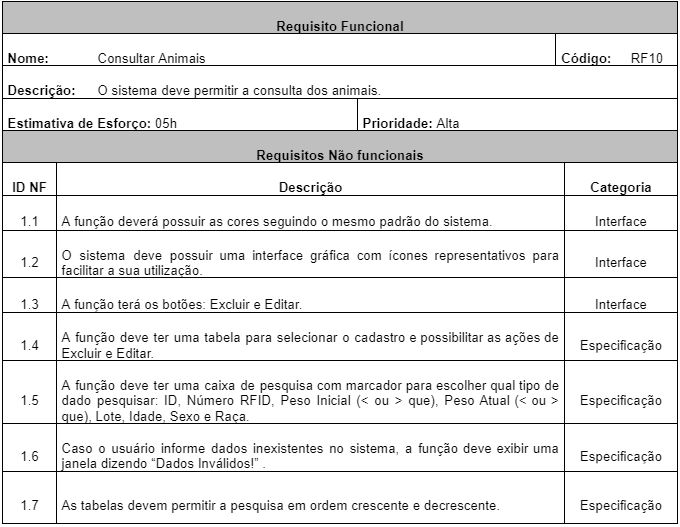 Requisito Funcional
Nome: Consultar Animais Código: RF10
Descrição: O sistema deve permitir a consulta dos animais.
Estimativa de Esforço: 05h Prioridade: Alta
Requisitos Não funcionais
ID NF Descrição Categoria
1.1 A função deverá possuir as cores seguindo o mesmo padrão do sistema. Interface
1.2 O sistema deve possuir uma interface gráfica com ícones representativos para
facilitar a sua utilização. Interface
1.3 A função terá os botões: Excluir e Editar. Interface
1.4 A função deve ter uma tabela para selecionar o cadastro e possibilitar as ações de
Excluir e Editar. Especificação
1.5 A função deve ter uma caixa de pesquisa com marcador para escolher qual tipo de
dado pesquisar: ID, Número RFID, Peso Inicial (< ou > que), Peso Atual (< ou >
que), Lote, Idade, Sexo e Raça. Especificação
1.6 Caso o usuário informe dados inexistentes no sistema, a função deve exibir uma
janela dizendo “Dados Inválidos!” . Especificação
1.7 As tabelas devem permitir a pesquisa em ordem crescente e decrescente. Especificação